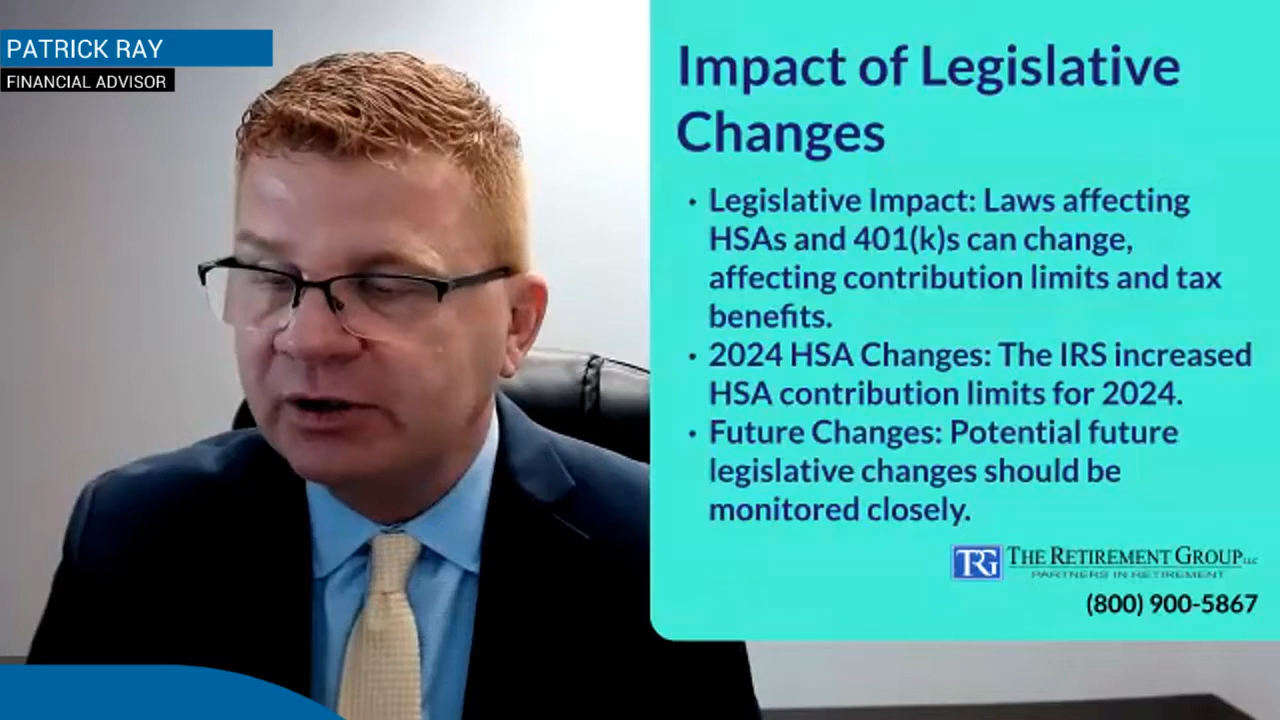 PATRICK RAY
FINANCIAL ADVISOR
Impact of Legislative
Changes
• Legislative Impact: Laws affecting
HSAs and 401(k)s can change,
affecting contribution limits and tax
benefits.
• 2024 HSA Changes: The IRS increased
HSA contribution limits for 2024.
• Future Changes: Potential future
legislative changes should be
monitored closely.
TRG THE RETIREMENT GROUP LLC
PARTNERS IN RETIREMENT
(800) 900-5867